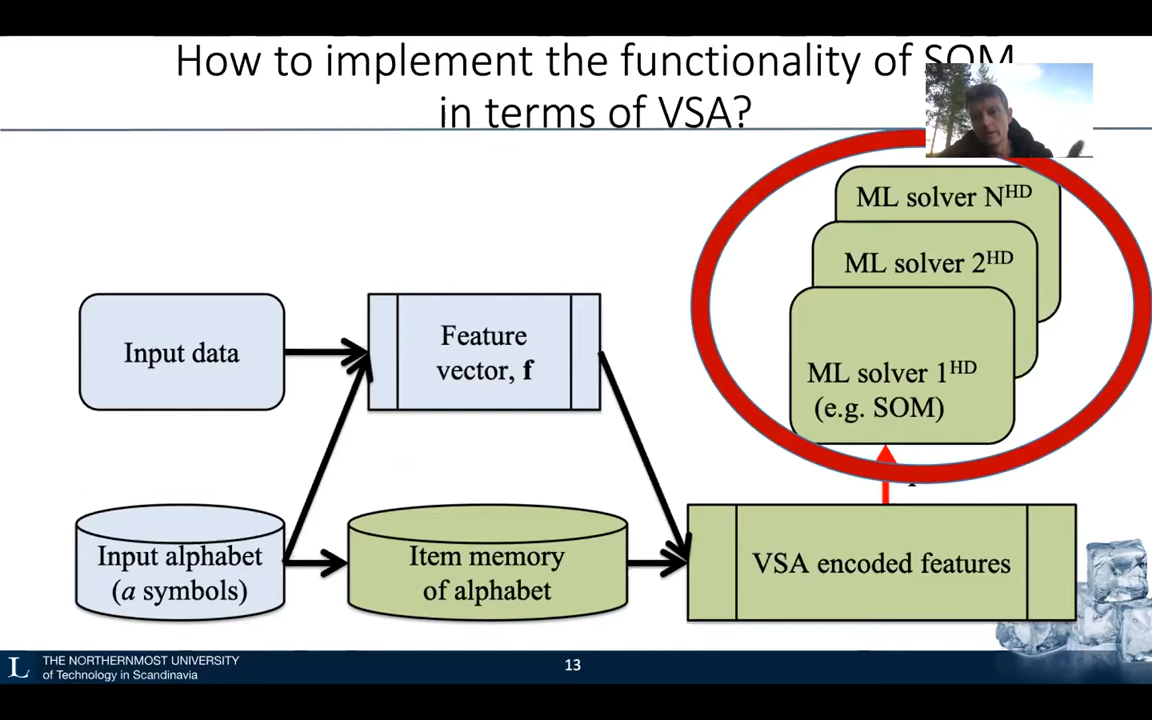 How to implement the functionality of SOM
in terms of VSA?
ML solver N^HD
ML solver 2^HD
ML solver 1^HD
(e.g. SOM)
Input data
Feature
vector, f
Input alphabet
(a symbols)
Item memory
of alphabet
VSA encoded features
L
THE NORTHERNMOST UNIVERSITY
of Technology in Scandinavia
13